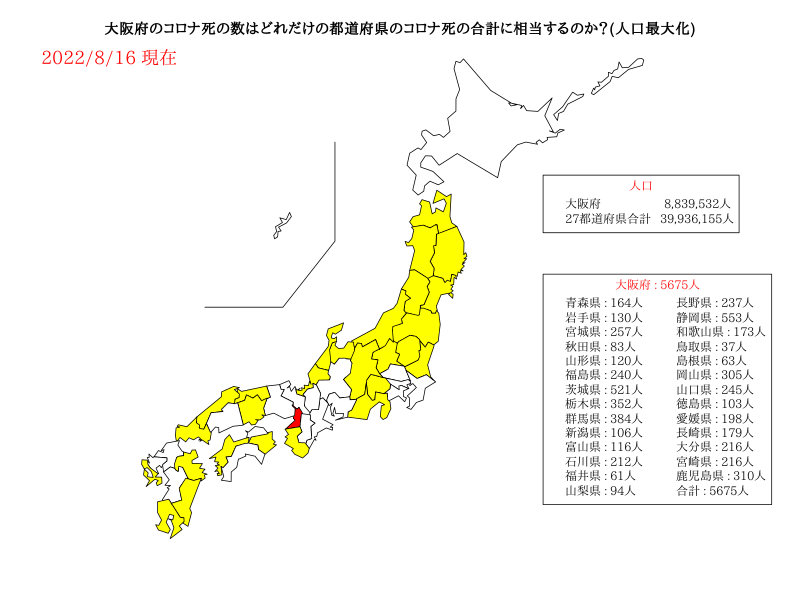 大阪府のコロナ死の数はどれだけの都道府県のコロナ死の合計に相当するのか?(人口最大化)
2022/8/16 現在
人口
大阪府 8,839,532人
27都道府県合計 39,936,155人
大阪府 : 5675人
青森県 : 164人 長野県 : 237人
岩手県 : 130人 静岡県 : 553人
宮城県 : 257人 和歌山県 : 173人
秋田県 : 83人 鳥取県 : 37人
山形県 : 120人 島根県 : 63人
福島県 : 240人 岡山県 : 305人
茨城県 : 521人 山口県 : 245人
栃木県 : 352人 徳島県 : 103人
群馬県 : 384人 愛媛県 : 198人
新潟県 : 106人 長崎県 : 179人
富山県 : 116人 大分県 : 216人
石川県 : 212人 宮崎県 : 216人
福井県 : 61人 鹿児島県 : 310人
山梨県 : 94人 合計 : 5675人